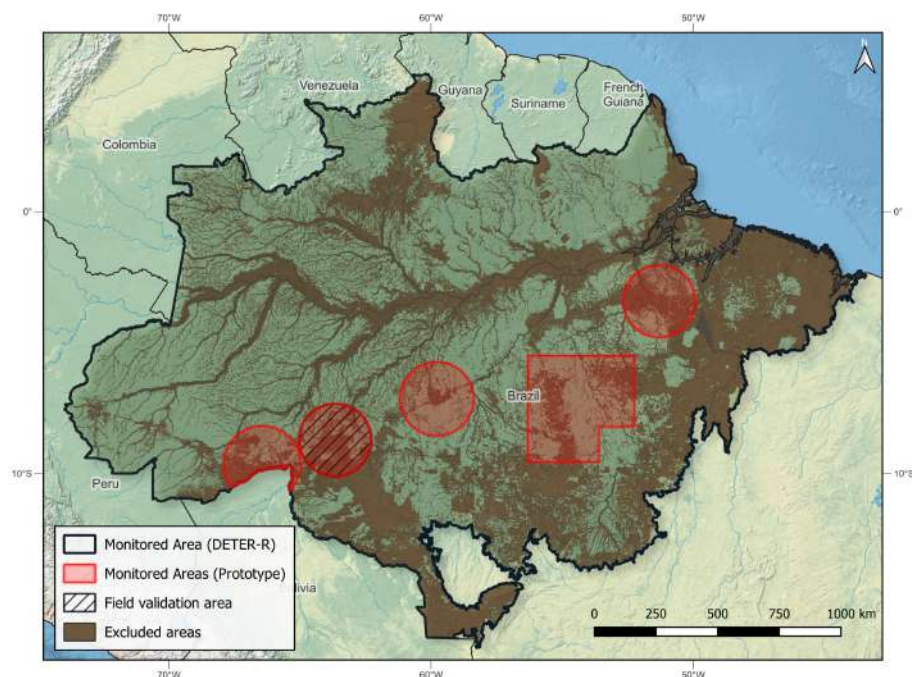 70°W 60°W 50°W
N
Venezuela
Guyana
Suriname
French
Guiana
Colombia
0° 0°
Brazil
10°S 10°S
Peru
livia
Monitored Area (DETER-R)
Monitored Areas (Prototype)
Field validation area
Excluded areas
0 250 500 750 1000 km
70°W 60°W 50°W